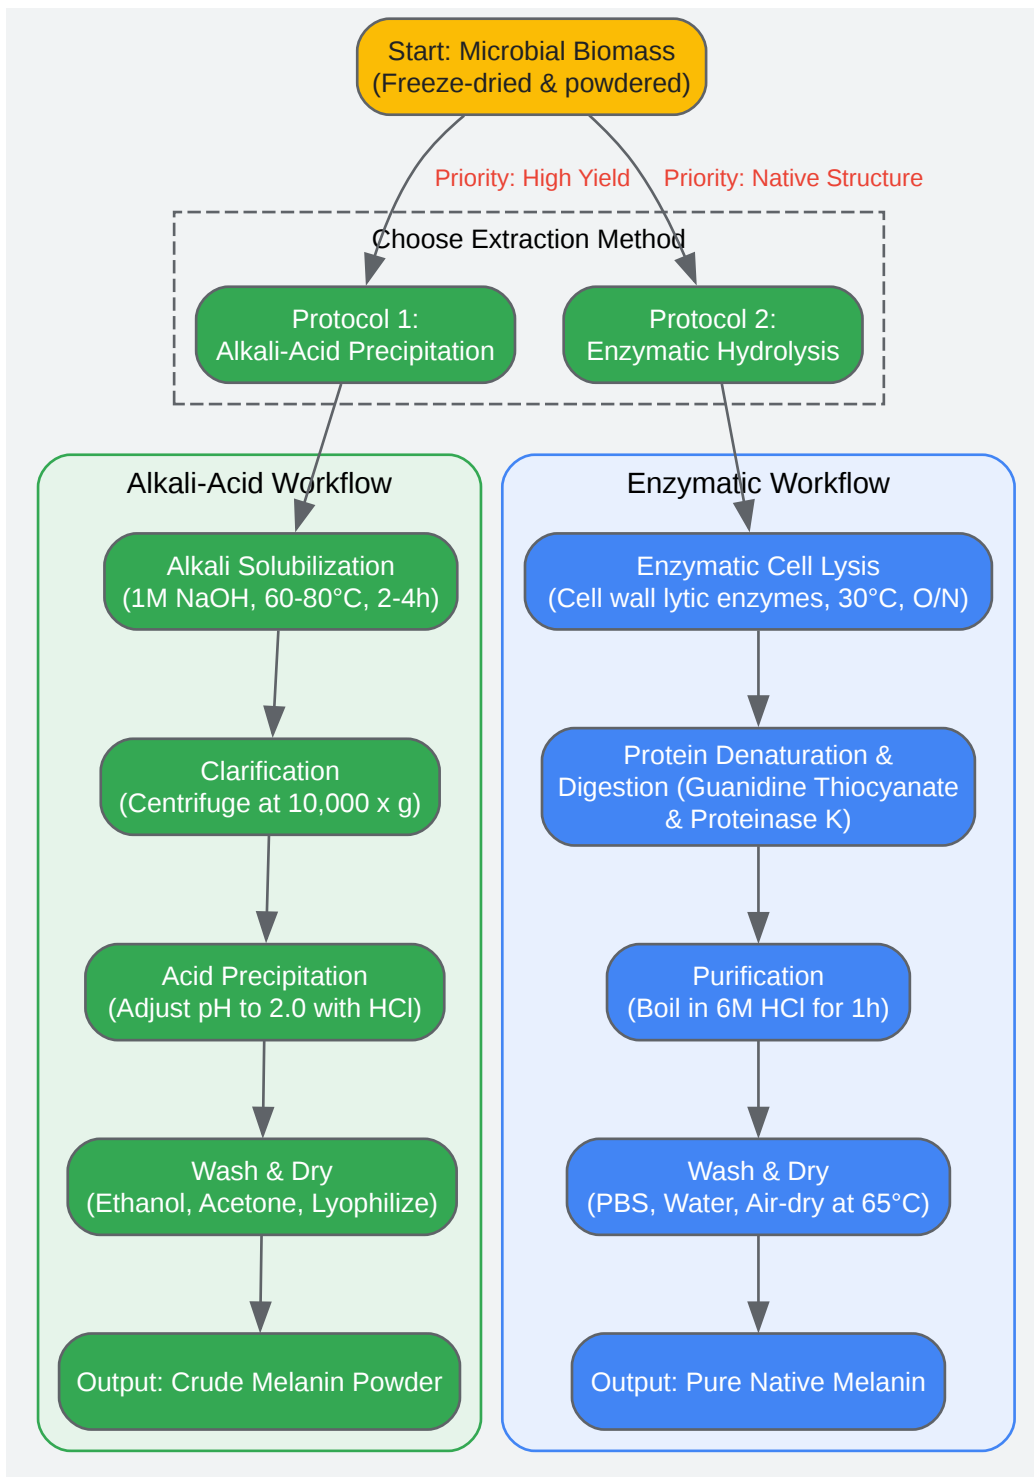 Start: Microbial Biomass
(Freeze-dried & powdered)
Priority: High Yield
Priority: Native Structure
Choose Extraction Method
Protocol 1:
Alkali-Acid Precipitation
Protocol 2:
Enzymatic Hydrolysis
Alkali-Acid Workflow
Alkali Solubilization
(1M NaOH, 60-80°C, 2-4h)
Clarification
(Centrifuge at 10,000 x g)
Acid Precipitation
(Adjust pH to 2.0 with HCl)
Wash & Dry
(Ethanol, Acetone, Lyophilize)
Output: Crude Melanin Powder
Enzymatic Workflow
Enzymatic Cell Lysis
(Cell wall lytic enzymes, 30°C, O/N)
Protein Denaturation &
Digestion (Guanidine Thiocyanate
& Proteinase K)
Purification
(Boil in 6M HCl for 1h)
Wash & Dry
(PBS, Water, Air-dry at 65°C)
Output: Pure Native Melanin